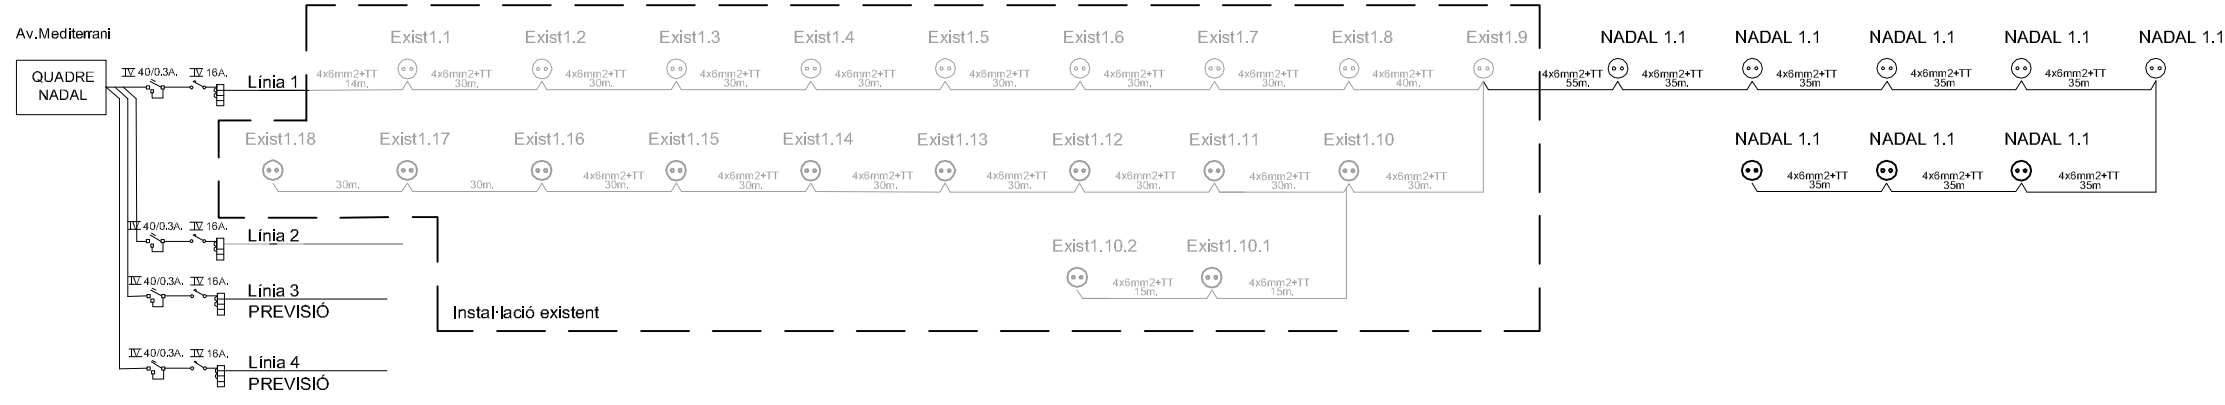 Av.Mediterrani
QUADRE
NADAL
IV 40/0.3A. IV 16A.
Línia 1
Exist1.1 Exist1.2 Exist1.3 Exist1.4 Exist1.5 Exist1.6 Exist1.7 Exist1.8 Exist1.9 NADAL 1.1 NADAL 1.1 NADAL 1.1 NADAL 1.1 NADAL 1.1
4x6mm2+TT 4x6mm2+TT 4x6mm2+TT 4x6mm2+TT 4x6mm2+TT 4x6mm2+TT 4x6mm2+TT 4x6mm2+TT 4x6mm2+TT 4x6mm2+TT 4x6mm2+TT 4x6mm2+TT 4x6mm2+TT 4x6mm2+TT
14m. 30m. 30m. 30m. 30m. 30m. 30m. 30m. 40m. 55m. 35m. 35m 35m 35m
Exist1.18 Exist1.17 Exist1.16 Exist1.15 Exist1.14 Exist1.13 Exist1.12 Exist1.11 Exist1.10 NADAL 1.1 NADAL 1.1 NADAL 1.1
4x6mm2+TT 4x6mm2+TT 4x6mm2+TT 4x6mm2+TT 4x6mm2+TT 4x6mm2+TT 4x6mm2+TT 4x6mm2+TT 4x6mm2+TT 4x6mm2+TT
30m. 30m. 30m. 30m. 30m. 30m. 30m. 30m. 30m. 35m 35m 35m
IV 40/0.3A. IV 16A.
Línia 2
Exist1.10.2 Exist1.10.1
4x6mm2+TT 4x6mm2+TT
15m. 15m.
IV 40/0.3A. IV 16A.
Línia 3
PREVISIÓ
Instal·lació existent
IV 40/0.3A. IV 16A.
Línia 4
PREVISIÓ